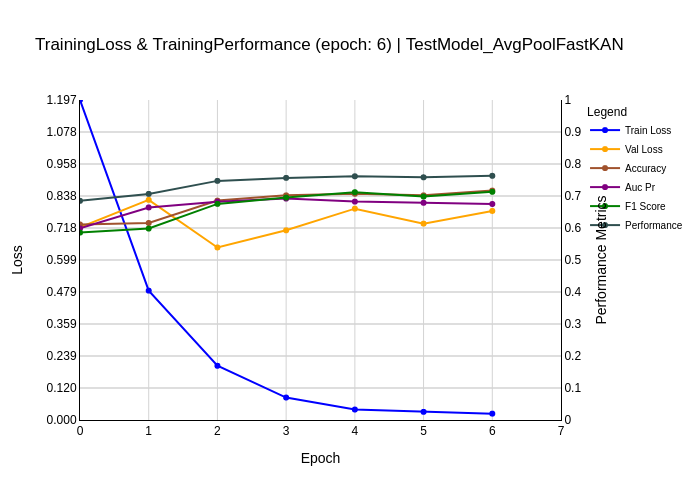 TrainingLoss & TrainingPerformance (epoch: 6) | TestModel_AvgPoolFastKAN
Legend
Train Loss
Val Loss
Accuracy
Auc Pr
F1 Score
Performance
Loss
1.197
1.078
0.958
0.838
0.718
0.599
0.479
0.359
0.239
0.120
0.000
1
0.9
0.8
0.7
0.6
0.5
0.4
0.3
0.2
0.1
0
Performance Metrics
0 1 2 3 4 5 6 7
Epoch